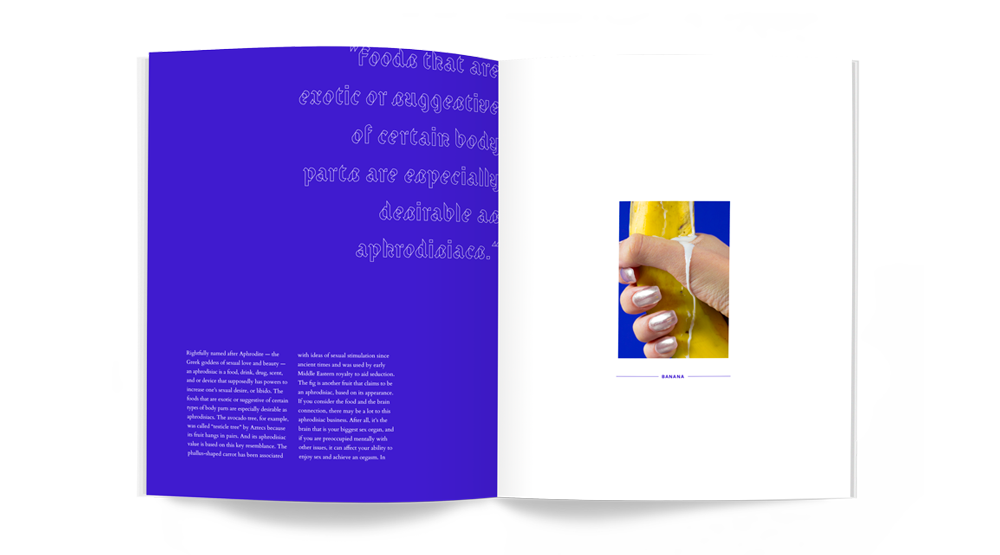 "Foods that are
exotic or suggestive
of certain body
parts are especially
desirable as
aphrodisiacs."
Rightfully named after Aphrodite — the
Greek godden of sexual love and beauty —
an aphrodisiac is a food, drink, drug, scent,
and or device that supposedly has powers to
increase one's sexual desire, or libido. The
foods that are exotic or suggestive of certain
types of body parts are especially desirable as
aphrodisiacs. The avocado tree, for example,
was called "testicle tree" by Aztecs because
its fruit hangs in pairs. And its aphrodisiac
value is based on this key resemblance. The
phallus-shaped carrot has been associated
with ideas of sexual stimulation since
ancient times and was used by early
Middle Eastern royalty to aid seduction.
The fig is another fruit that claims to be
an aphrodisiac, based on its appearance.
If you consider the food and the brain
connection, there may be a lot to this
aphrodisiac business. After all, it's the
brain that is your biggest sex organ, and
if you are preoccupied mentally with
other issues, it can affect your ability to
enjoy sex and achieve an orgasm. In
BANANA